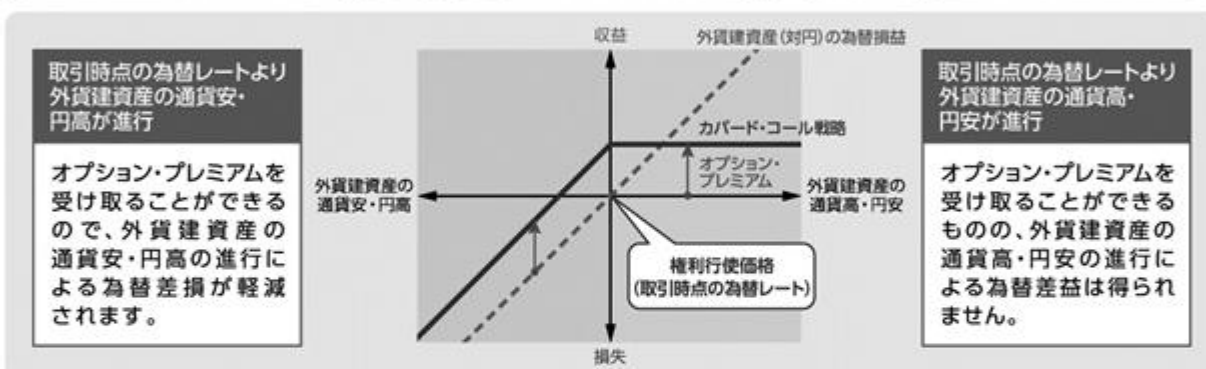 取引時点の為替レートより
外貨建資産の通貨安・
円高が進行
オプション・プレミアムを
受け取ることができる
ので、外貨建資産の
通貨安・円高の進行に
よる為替差損が軽減
されます。
収益
外貨建資産(対円)の為替損益
カバード・コール戦略
オプション・
プレミアム
外貨建資産の
通貨安・円高
外貨建資産の
通貨高・円安
権利行使価格
(取引時点の為替レート)
損失
取引時点の為替レートより
外貨建資産の通貨高・
円安が進行
オプション・プレミアムを
受け取ることができる
ものの、外貨建資産の
通貨高・円安の進行に
よる為替差益は得られ
ません。